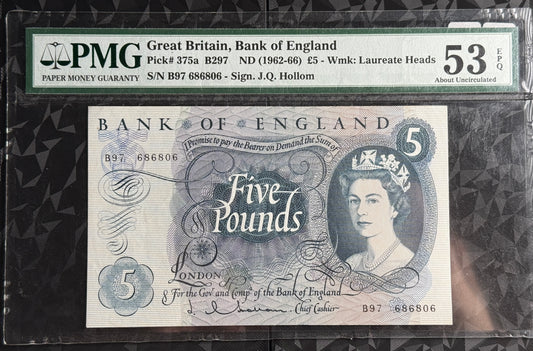 PMG
PAPER MONEY GUARANTY
Great Britain, Bank of England
Pick# 375a B297 ND (1962-66) £5 - Wmk: Laureate Heads
S/N B97 686806 - Sign. J.Q. Hollom
53
EPQ
About Uncirculated
BANK OF ENGLAND
5
I Promise to pay the Bearer on Demand the Sum of
B97 686806
Five
Pounds
LONDON
5
For the Gov.r and Comp.a of the Bank of England
B97 686806
Chief Cashier